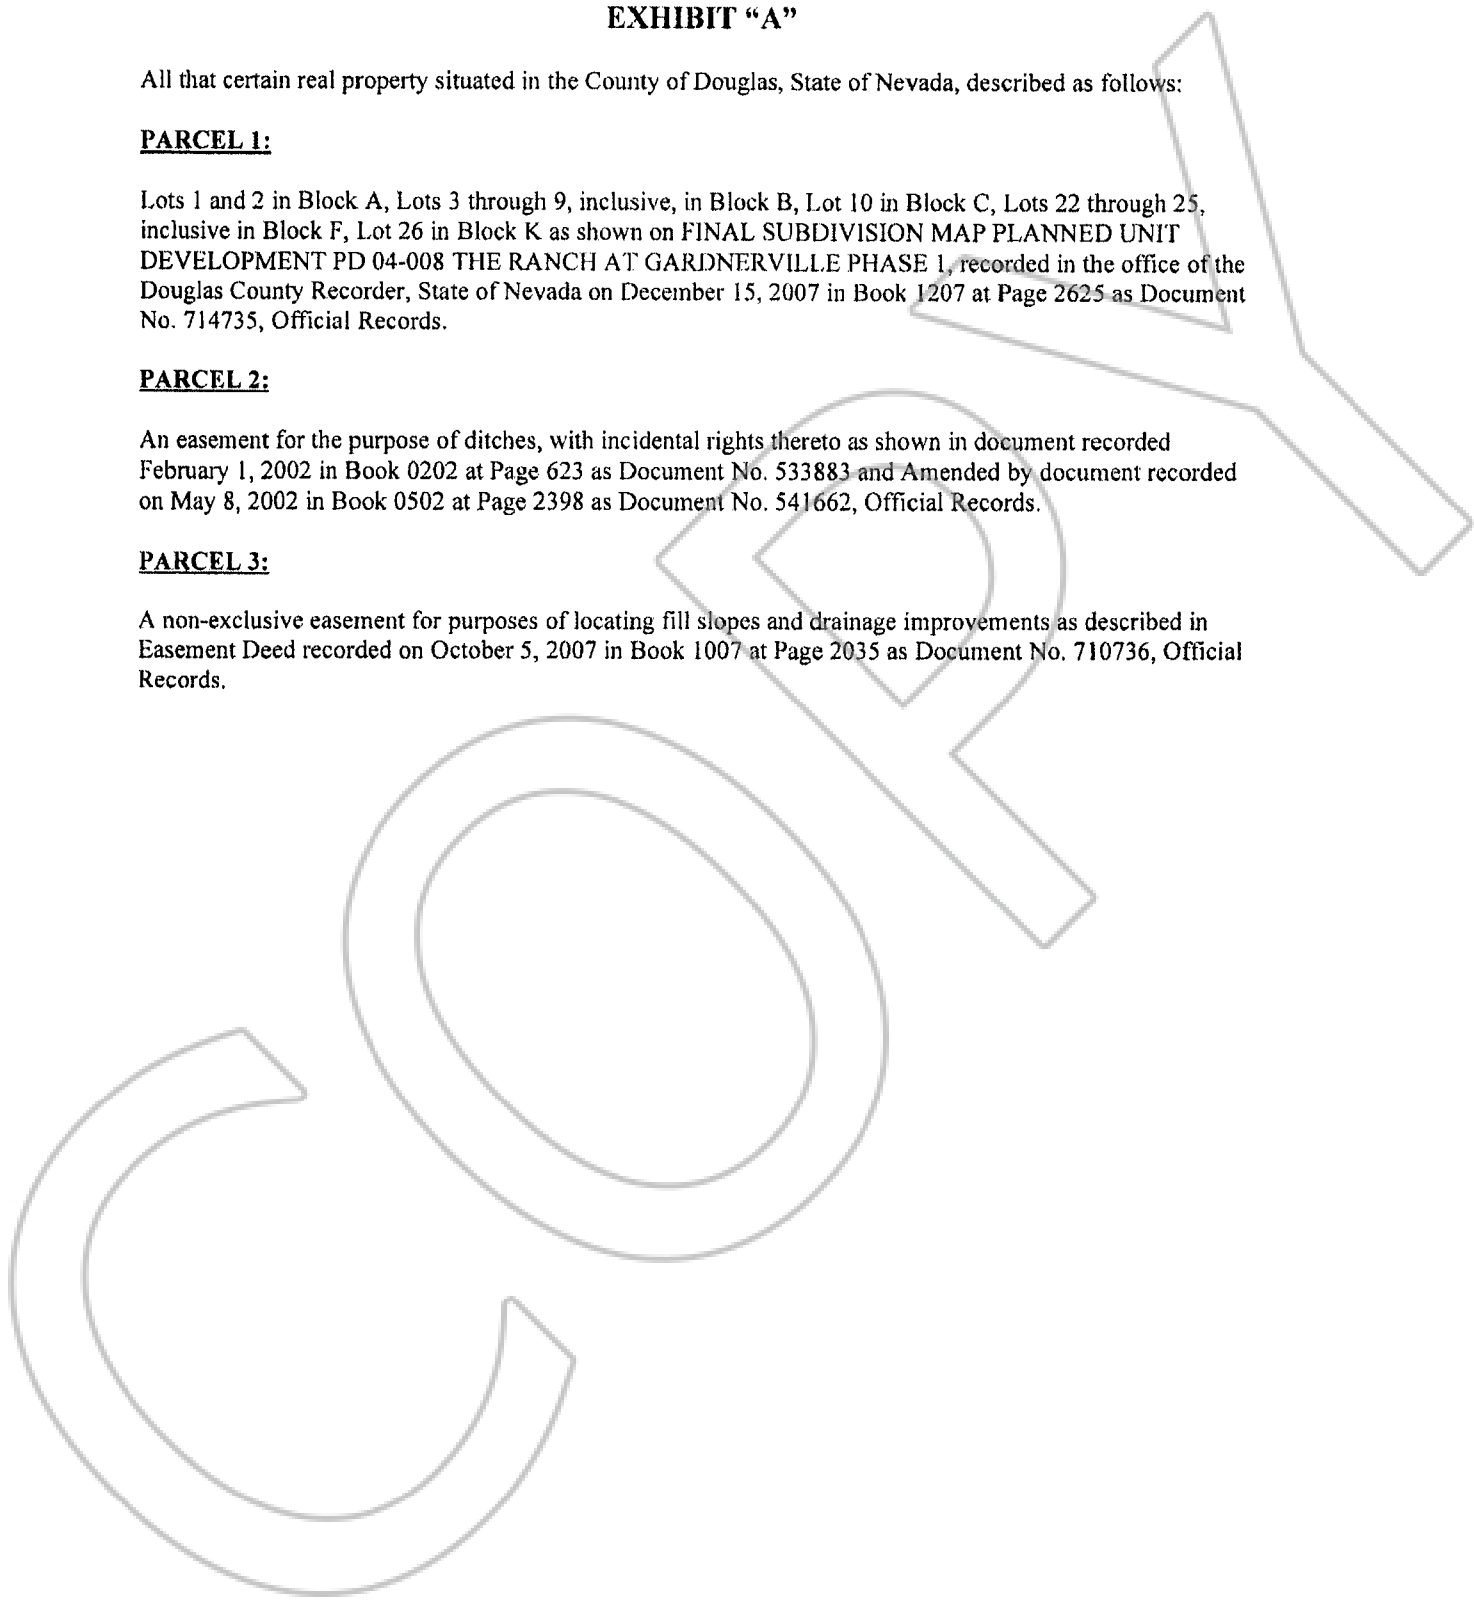 EXHIBIT “A”
All that certain real property situated in the County of Douglas, State of Nevada, described as follows:
PARCEL 1:
Lots 1 and 2 in Block A, Lots 3 through 9, inclusive, in Block B, Lot 10 in Block C, Lots 22 through 25,
inclusive in Block F, Lot 26 in Block K as shown on FINAL SUBDIVISION MAP PLANNED UNIT
DEVELOPMENT PD 04-008 THE RANCH AT GARDNERVILLE PHASE 1, recorded in the office of the
Douglas County Recorder, State of Nevada on December 15, 2007 in Book 1207 at Page 2625 as Document
No. 714735, Official Records.
PARCEL 2:
An easement for the purpose of ditches, with incidental rights thereto as shown in document recorded
February 1, 2002 in Book 0202 at Page 623 as Document No. 533883 and Amended by document recorded
on May 8, 2002 in Book 0502 at Page 2398 as Document No. 541662, Official Records.
PARCEL 3:
A non-exclusive easement for purposes of locating fill slopes and drainage improvements as described in
Easement Deed recorded on October 5, 2007 in Book 1007 at Page 2035 as Document No. 710736, Official
Records.
COPY